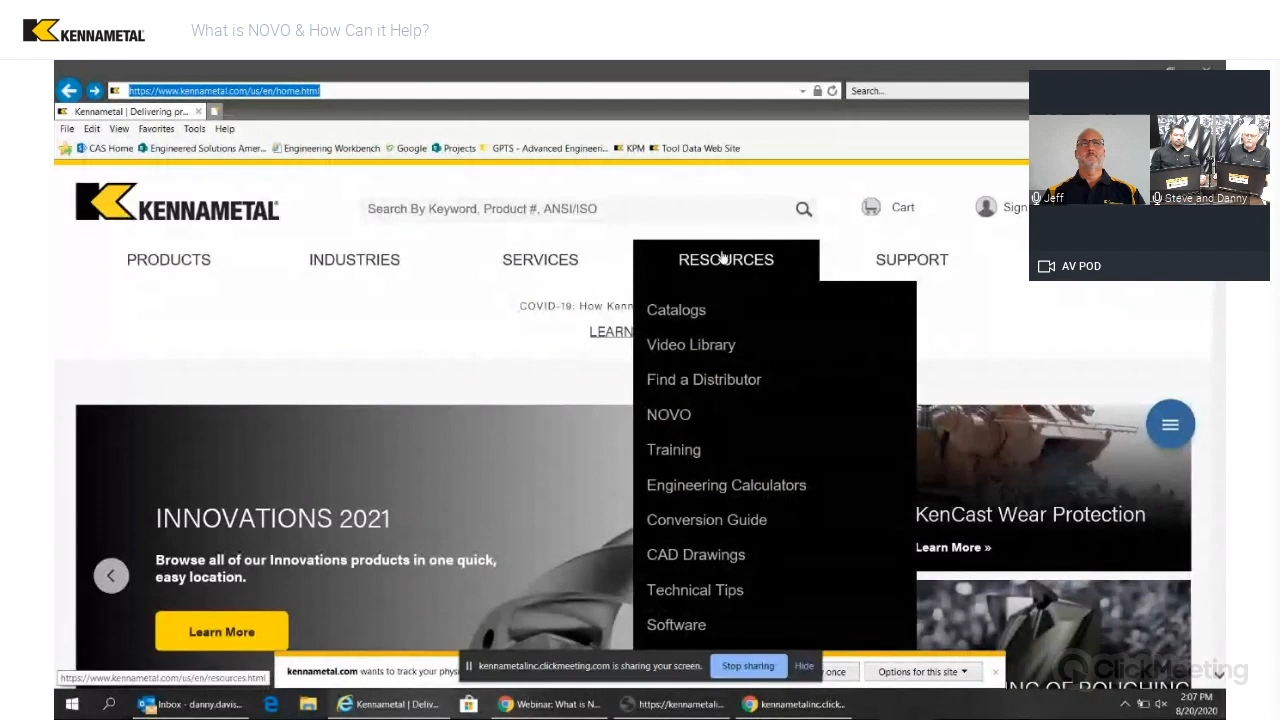 KENNAMETAL
What is NOVO & How Can it Help?
https://www.kennametal.com/us/en/home.html
Search...
Kennametal | Delivering pr...
File Edit View Favorites Tools Help
CAS Home Engineered Solutions Amer... Engineering Workbench Google Projects GPTS - Advanced Engineeri... KPM Tool Data Web Site
Jeff
Steve and Danny
AV POD
KENNAMETAL
Search By Keyword, Product #, ANSI/ISO
Cart
Sign
PRODUCTS INDUSTRIES SERVICES RESOURCES SUPPORT
COVID-19: How Kenn
LEARN
Catalogs
Video Library
Find a Distributor
NOVO
Training
Engineering Calculators
Conversion Guide
CAD Drawings
Technical Tips
Software
INNOVATIONS 2021
Browse all of our Innovations products in one quick,
easy location.
Learn More
KenCast Wear Protection
Learn More »
ING OF ROUGHING
ClickMeeting
kennametal.com wants to track your phys
kennametalinc.clickmeeting.com is sharing your screen.
Stop sharing
Hide
once
Options for this site
https://www.kennametal.com/us/en/resources.html
Inbox - danny.davis... Kennametal | Deliv... Webinar: What is N... https://kennametali... kennametalinc.click...
2:07 PM
8/20/2020